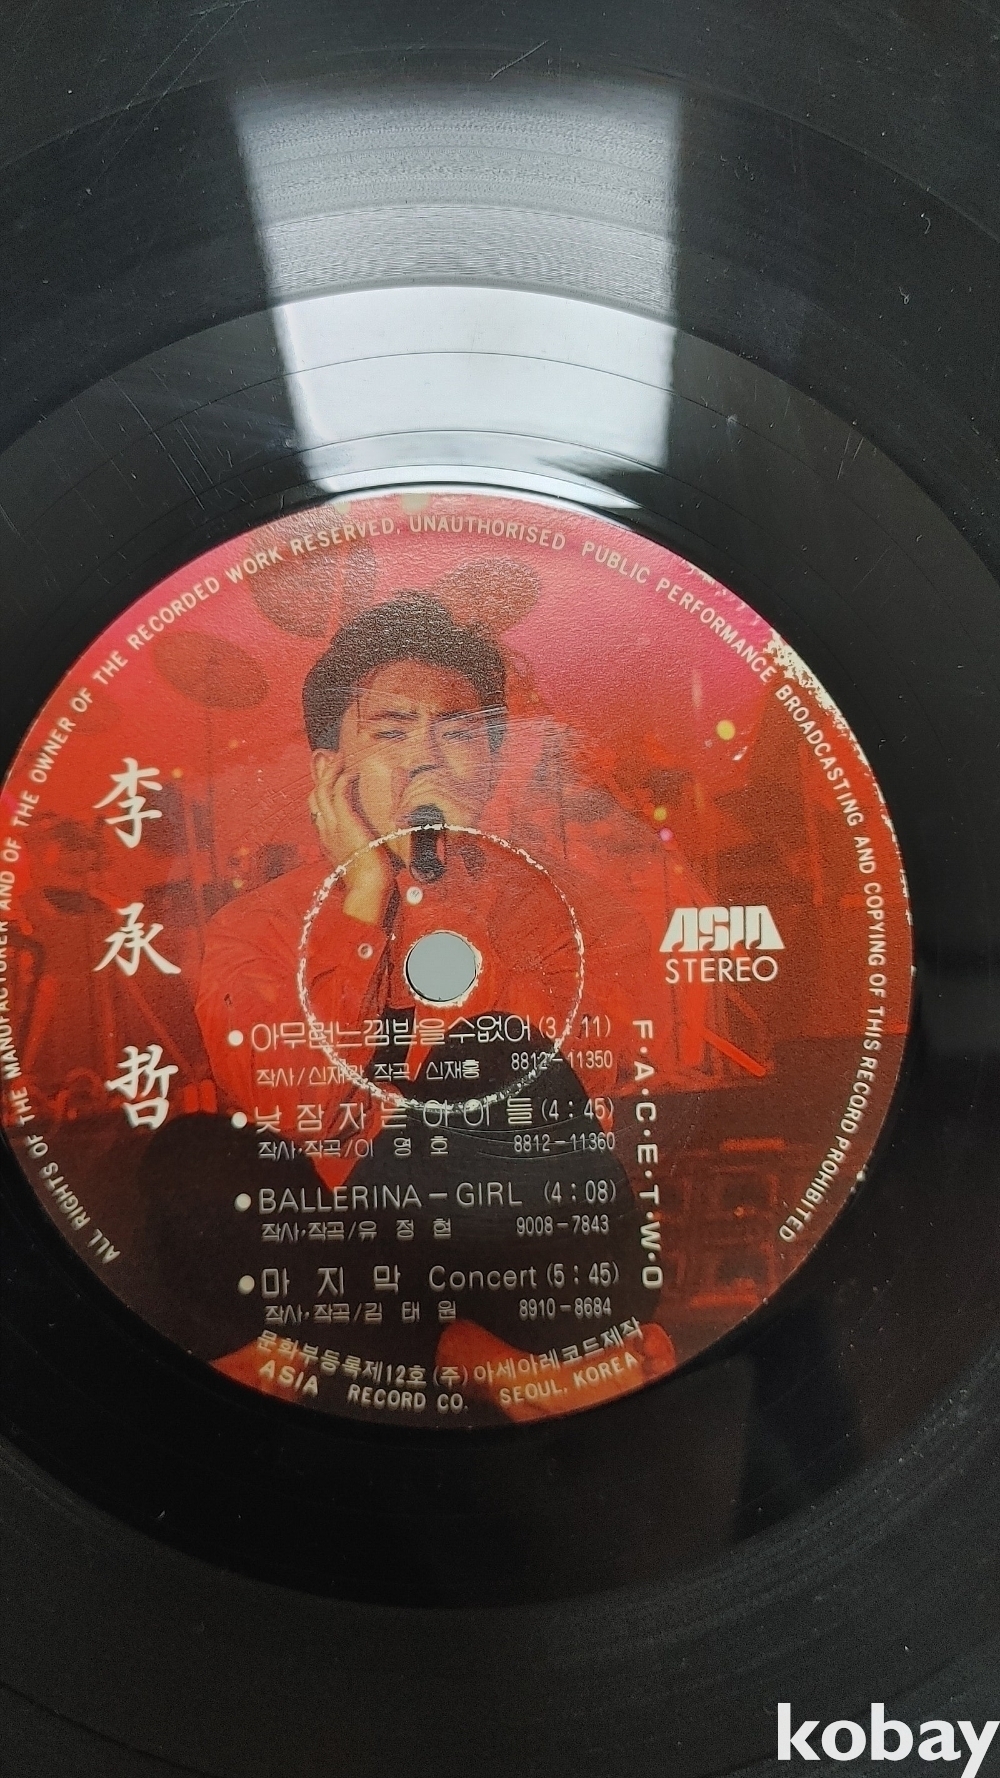 ALL RIGHTS OF THE MANUFACTURER AND OF THE OWNER OF THE RECORDED WORK RESERVED. UNAUTHORISED PUBLIC PERFORMANCE BROADCASTING AND COPYING OF THIS RECORD PROHIBITED
李承哲
ASIA
STEREO
F·A·C·E·T·W·O
•아무런느낌받을수없어(3:11)
작사/신재 작곡/신재홍 8812-11350
•낮잠자는아이들(4:45)
작사·작곡/이영호 8812-11360
•BALLERINA-GIRL (4:08)
작사·작곡/유정현 9008-7843
•마지막 Concert(5:45)
작사·작곡/김태원 8910-8684
문화부등록제12호(주)아세아레코드제작
ASIA RECORD CO. SEOUL, KOREA
kobay